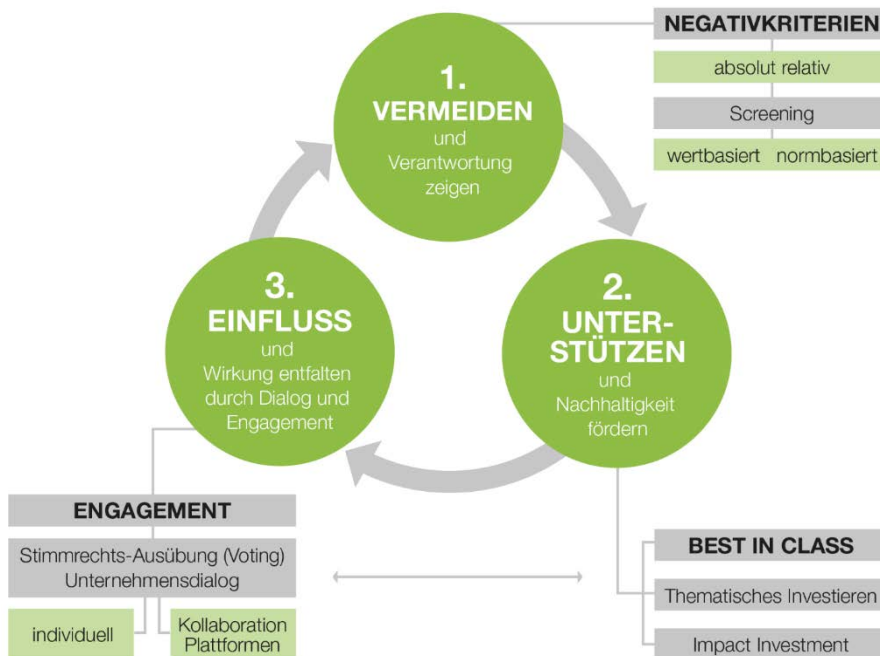 1.
VERMEIDEN
und
Verantwortung
zeigen
NEGATIVKRITERIEN
absolut relativ
Screening
wertbasiert normbasiert
2.
UNTER-
STÜTZEN
und
Nachhaltigkeit
fördern
BEST IN CLASS
Thematisches Investieren
Impact Investment
3.
EINFLUSS
und
Wirkung entfalten
durch Dialog und
Engagement
ENGAGEMENT
Stimmrechts-Ausübung (Voting)
Unternehmensdialog
individuell
Kollaboration
Plattformen